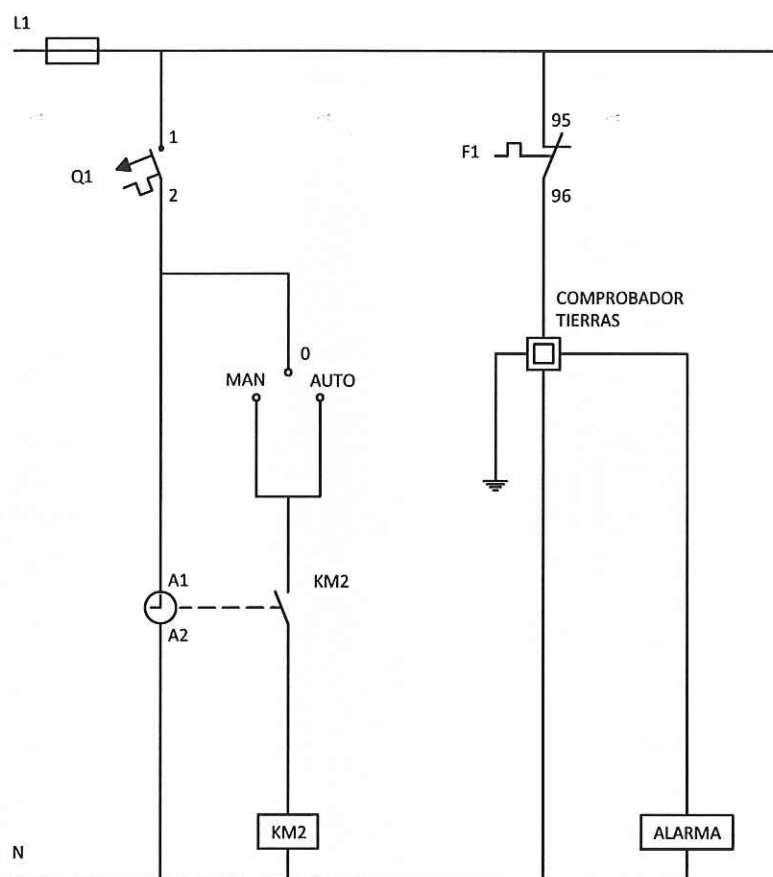 L1
1
Q1
2
95
F1
96
COMPROBADOR
TIERRAS
0
MAN
AUTO
A1
KM2
A2
KM2
ALARMA
N